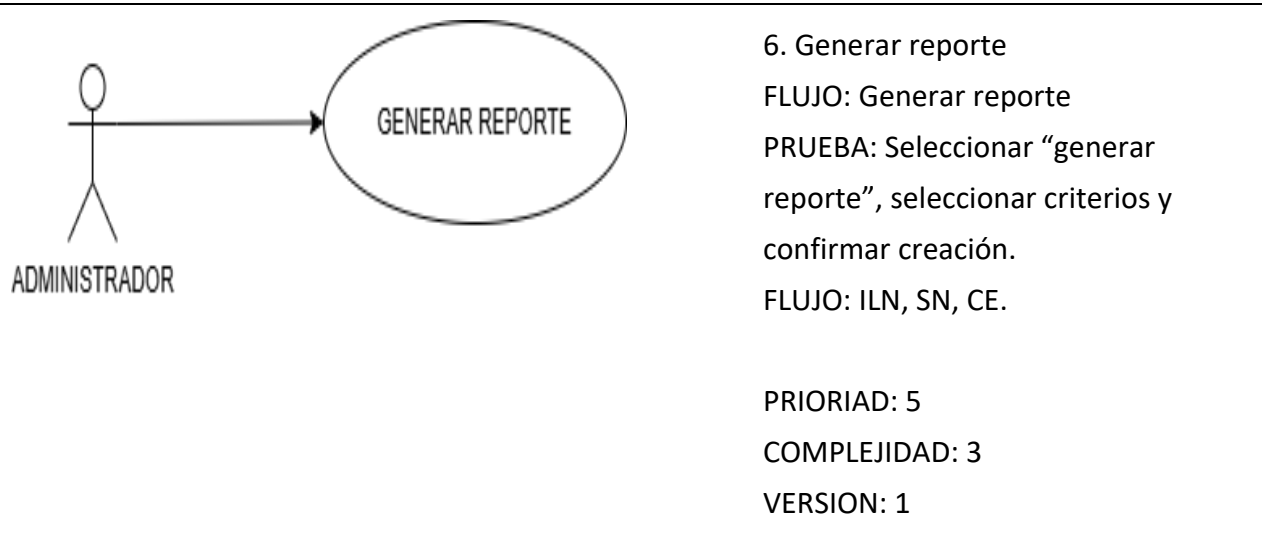 GENERAR REPORTE
ADMINISTRADOR
6. Generar reporte
FLUJO: Generar reporte
PRUEBA: Seleccionar “generar
reporte”, seleccionar criterios y
confirmar creación.
FLUJO: ILN, SN, CE.
PRIORIAD: 5
COMPLEJIDAD: 3
VERSION: 1